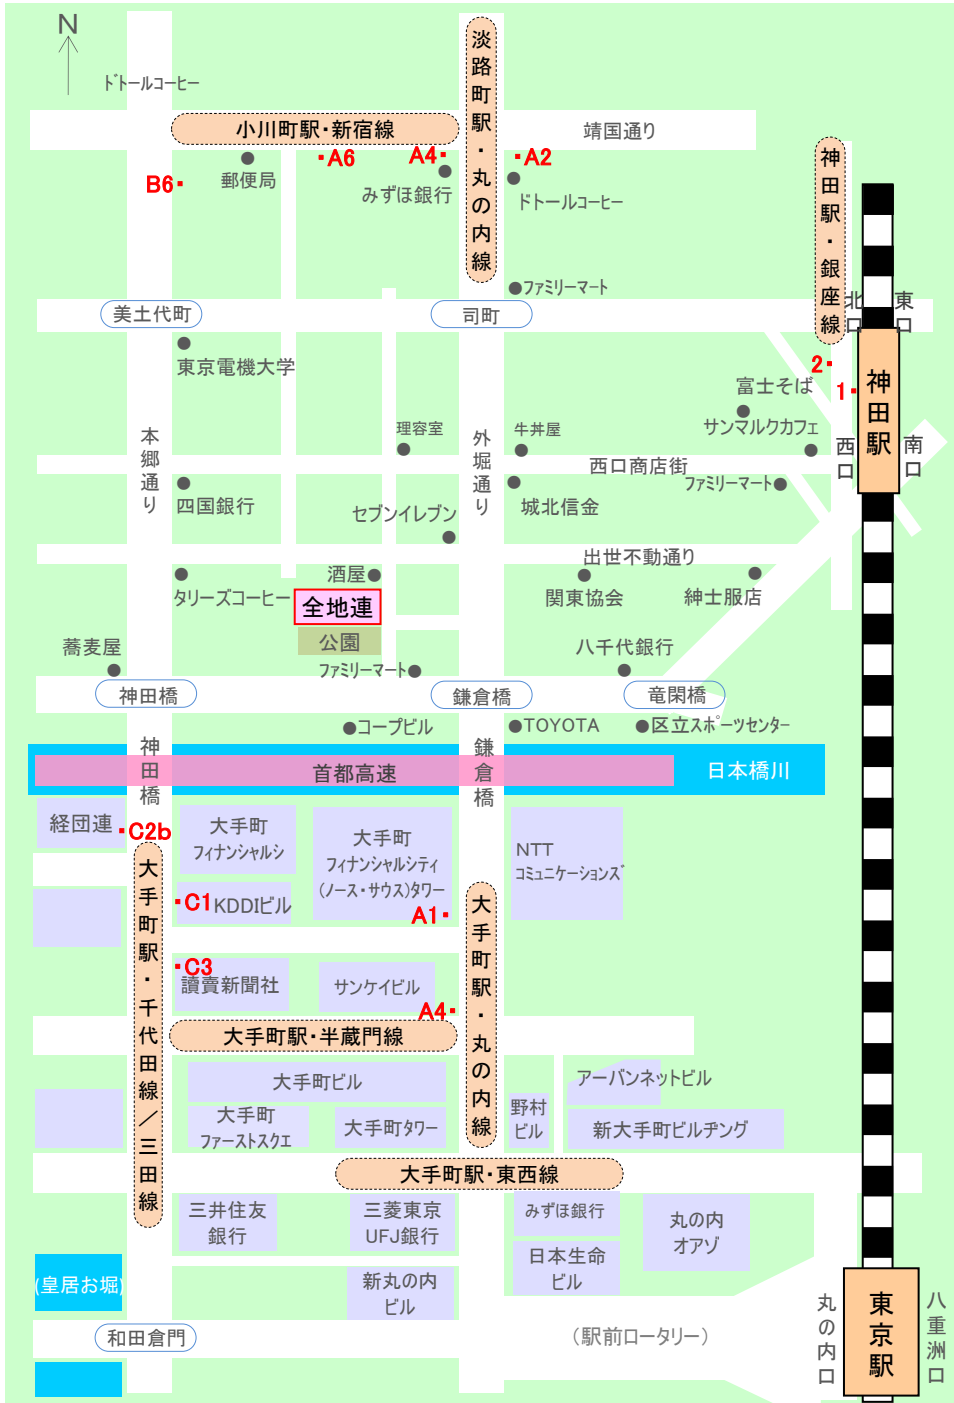 N
ドトールコーヒー
淡路町駅・丸の内線
小川町駅・新宿線
靖国通り
A6
A4
A2
B6
郵便局
みずほ銀行
ドトールコーヒー
神田駅・銀座線
ファミリーマート
美土代町
司町
北口
東口
東京電機大学
2
1
富士そば
神田駅
サンマルクカフェ
本郷通り
理容室
外堀通り
牛丼屋
西口商店街
西口
南口
四国銀行
城北信金
ファミリーマート
セブンイレブン
出世不動通り
酒屋
タリーズコーヒー
全地連
関東協会
紳士服店
公園
蕎麦屋
ファミリーマート
八千代銀行
神田橋
鎌倉橋
竜閑橋
コープビル
TOYOTA
区立スポーツセンター
神田橋
鎌倉橋
首都高速
日本橋川
経団連
C2b
大手町
フィナンシャルシ
大手町
フィナンシャルシティ
(ノース・サウス)タワー
NTT
コミュニケーションズ
大手町駅・千代田線／三田線
C1
KDDIビル
A1
大手町駅・丸の内線
C3
讀賣新聞社
サンケイビル
A4
大手町駅・半蔵門線
大手町ビル
アーバンネットビル
大手町
ファーストスクエ
大手町タワー
野村
ビル
新大手町ビルヂング
大手町駅・東西線
三井住友
銀行
三菱東京
UFJ銀行
みずほ銀行
丸の内
オアゾ
日本生命
ビル
(皇居お堀)
新丸の内
ビル
和田倉門
（駅前ロータリー）
丸の内口
東京駅
八重洲口